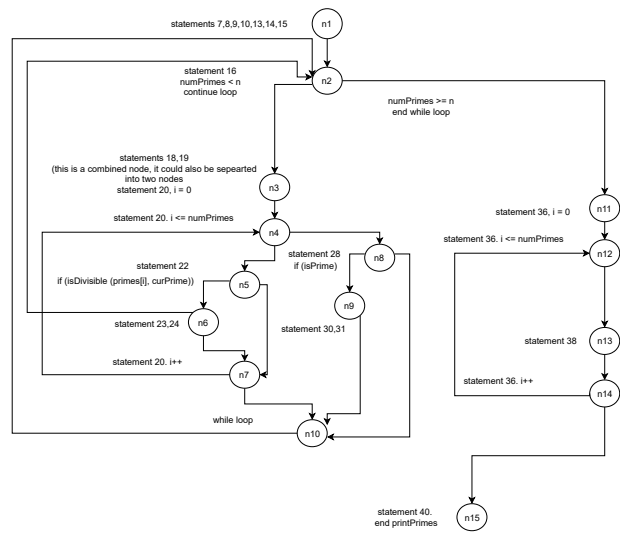 statements 7,8,9,10,13,14,15
n1
statement 16
numPrimes < n
continue loop
n2
numPrimes >= n
end while loop
statements 18,19
(this is a combined node, it could also be sepearted
into two nodes
statement 20, i = 0
n3
statement 36, i = 0
n11
statement 20. i <= numPrimes
n4
statement 36. i <= numPrimes
n12
statement 28
if (isPrime)
n8
statement 22
if (isDivisible (primes[i], curPrime))
n5
n9
statement 23,24
n6
statement 30,31
statement 38
n13
statement 20. i++
n7
statement 36. i++
n14
while loop
n10
statement 40.
end printPrimes
n15